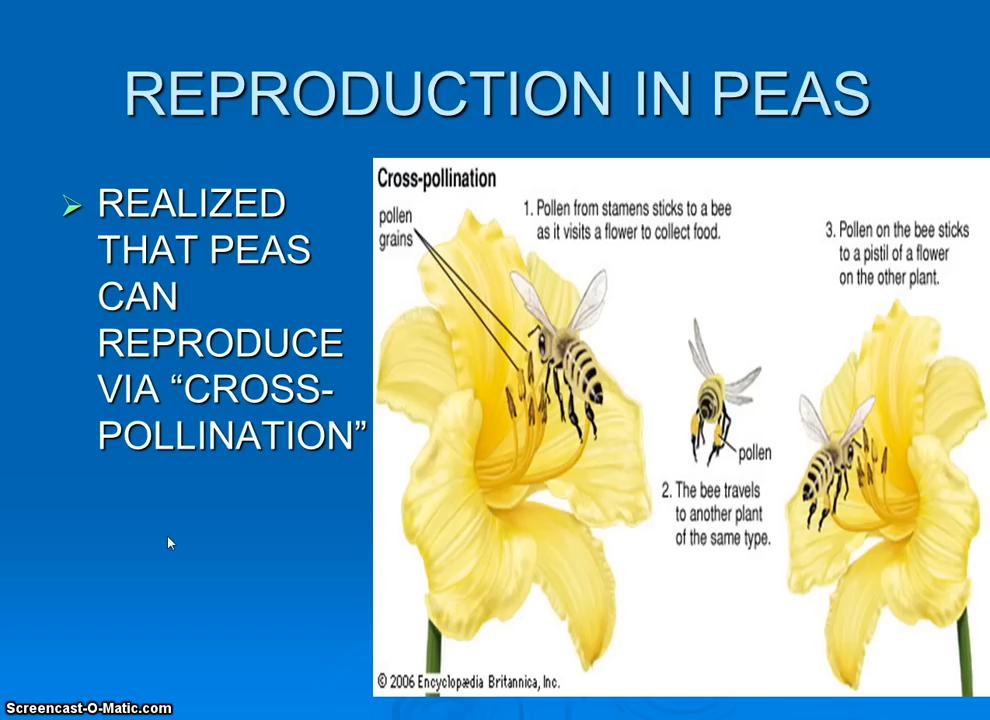 REPRODUCTION IN PEAS
REALIZED
THAT PEAS
CAN
REPRODUCE
VIA “CROSS-
POLLINATION”
Cross-pollination
pollen
grains
1. Pollen from stamens sticks to a bee
as it visits a flower to collect food.
3. Pollen on the bee sticks
to a pistil of a flower
on the other plant.
pollen
2. The bee travels
to another plant
of the same type.
© 2006 Encyclopædia Britannica, Inc.
Screencast-O-Matic.com